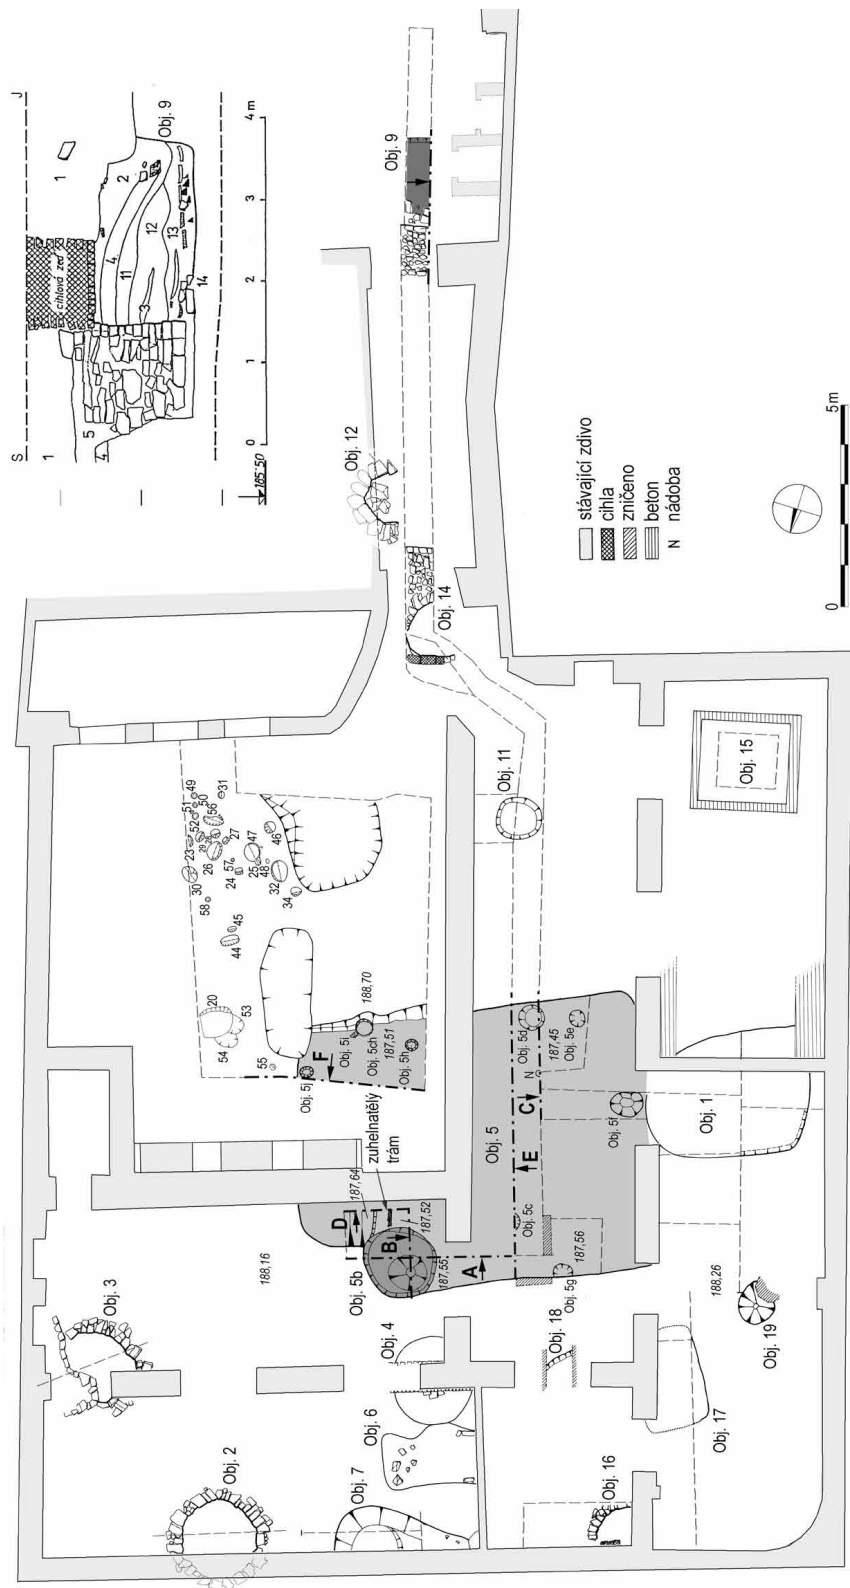 S
J
1
5
4
cihlová zeď
1
2
4
11
12
3
13
14
Obj. 9
185·50
0
1
2
3
4 m
Obj. 9
Obj. 12
Obj. 14
stávající zdivo
cihla
zničeno
beton
N nádoba
0
5 m
Obj. 11
Obj. 15
49
50
51
31
52
56
23
29
28
27
26
30
57
24
47
46
25
48
58
32
34
45
44
20
53
54
55
188,70
Obj. 5i
Obj. 5ch
187,51
F
Obj. 5h
Obj. 5j
Obj. 5d
187,45
Obj. 5e
N
C
Obj. 5
E
Obj. 5f
Obj. 1
zuhelnatělý
trám
187,64
D
187,52
B
Obj. 5c
187,56
Obj. 5b
187,55
A
Obj. 5g
188,16
188,26
Obj. 3
Obj. 4
Obj. 18
Obj. 19
Obj. 6
Obj. 17
Obj. 2
Obj. 7
Obj. 16